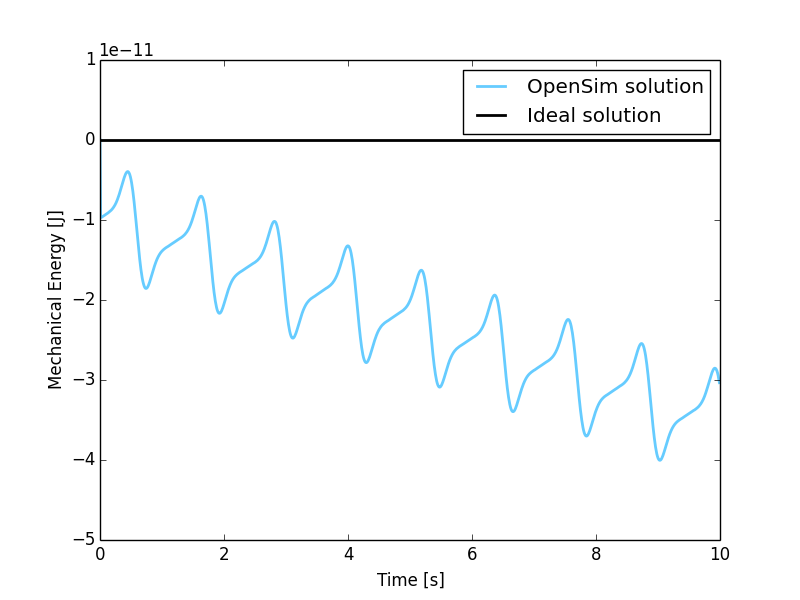 1e−11
1
0
−1
−2
−3
−4
−5
Mechanical Energy [J]
OpenSim solution
Ideal solution
0 2 4 6 8 10
Time [s]